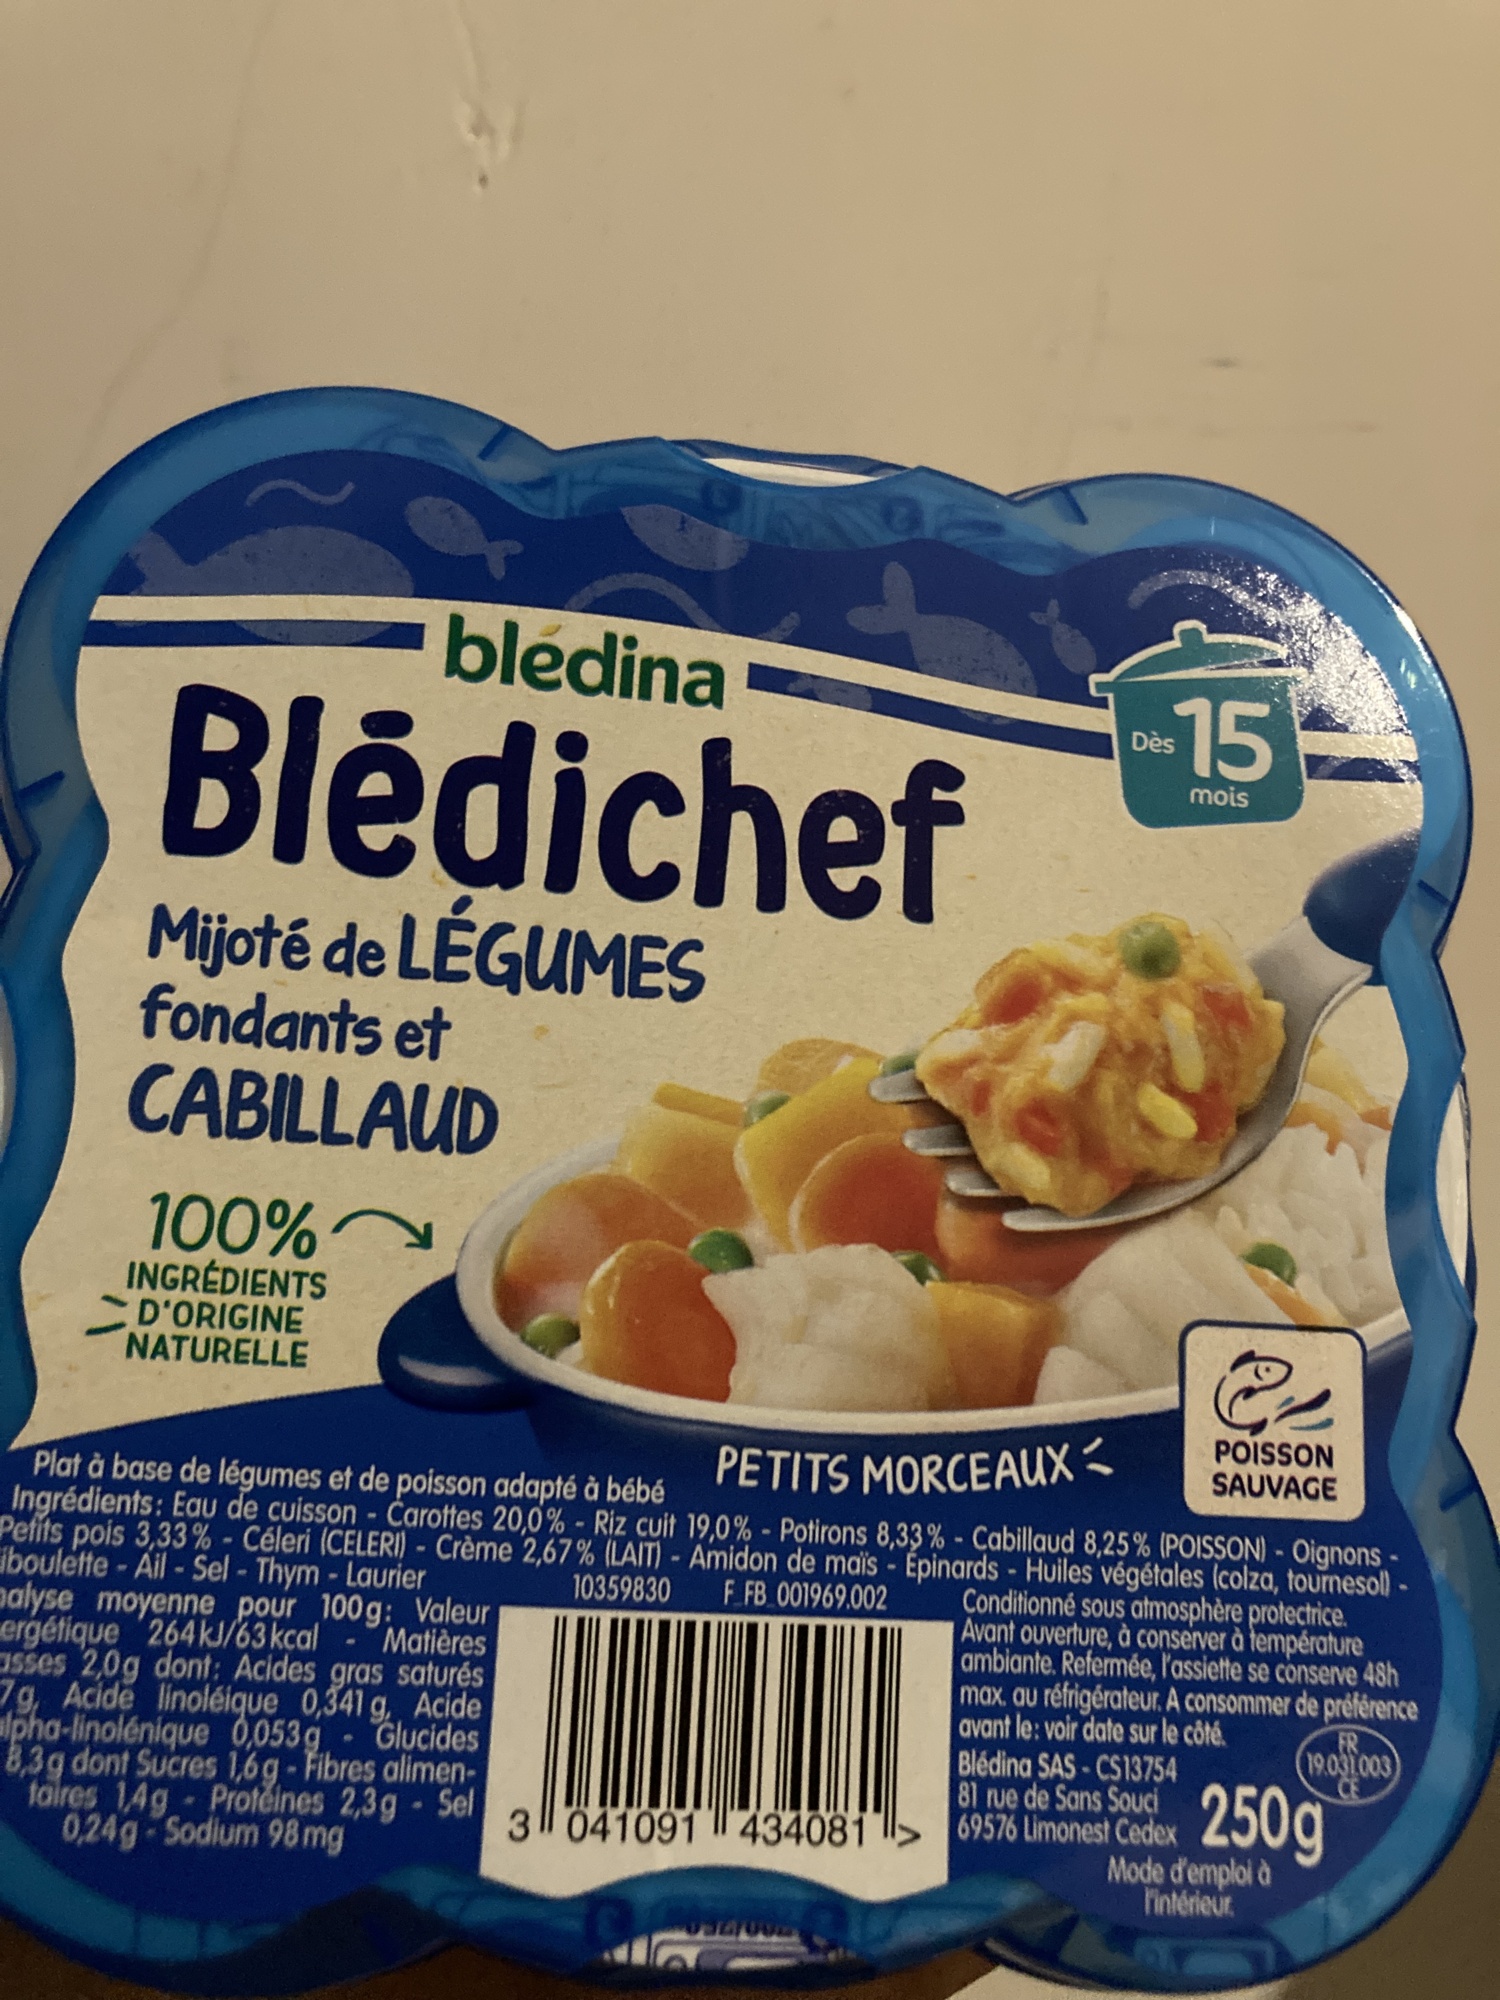 blédina
Blēdichef
Dès 15
mois
Mijoté de LÉGUMES
fondants et
CABILLAUD
100%
INGRÉDIENTS
D'ORIGINE
NATURELLE
PETITS MORCEAUX
POISSON
SAUVAGE
Plat à base de légumes et de poisson adapté à bébé
Ingrédients: Eau de cuisson - Carottes 20,0% - Riz cuit 19,0% - Potirons 8,33% - Cabillaud 8,25% (POISSON) - Oignons -
Petits pois 3,33% - Céleri (CELERI) - Crème 2,67% (LAIT) - Amidon de maïs - Épinards - Huiles végétales (colza, tournesol) -
iboulette - Ail - Sel - Thym - Laurier
alyse moyenne pour 100g: Valeur
ergétique 264kJ/63kcal - Matières
asses 2,0g dont: Acides gras saturés
7g, Acide linoléique 0,341g, Acide
alpha-linolénique 0,053g - Glucides
8,3g dont Sucres 1,6g - Fibres alimen-
taires 1,4g - Protéines 2,3g - Sel
0,24g - Sodium 98mg
10359830 F_FB_001969.002
3 041091 434081 >
Conditionné sous atmosphère protectrice.
Avant ouverture, à conserver à température
ambiante. Refermée, l'assiette se conserve 48h
max. au réfrigérateur. A consommer de préférence
avant le: voir date sur le côté.
Blédina SAS - CS13754
81 rue de Sans Souci
69576 Limonest Cedex
FR
19.031.003
CE
250g
Mode d'emploi à
l'intérieur.